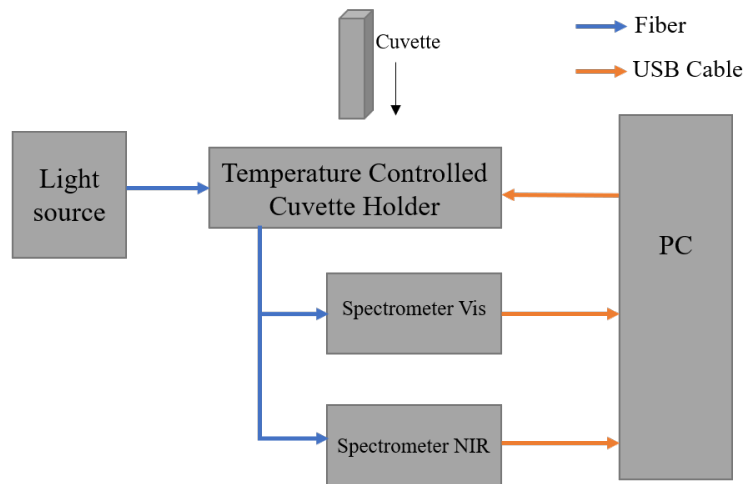 Cuvette
Fiber
USB Cable
Light
source
Temperature Controlled
Cuvette Holder
PC
Spectrometer Vis
Spectrometer NIR